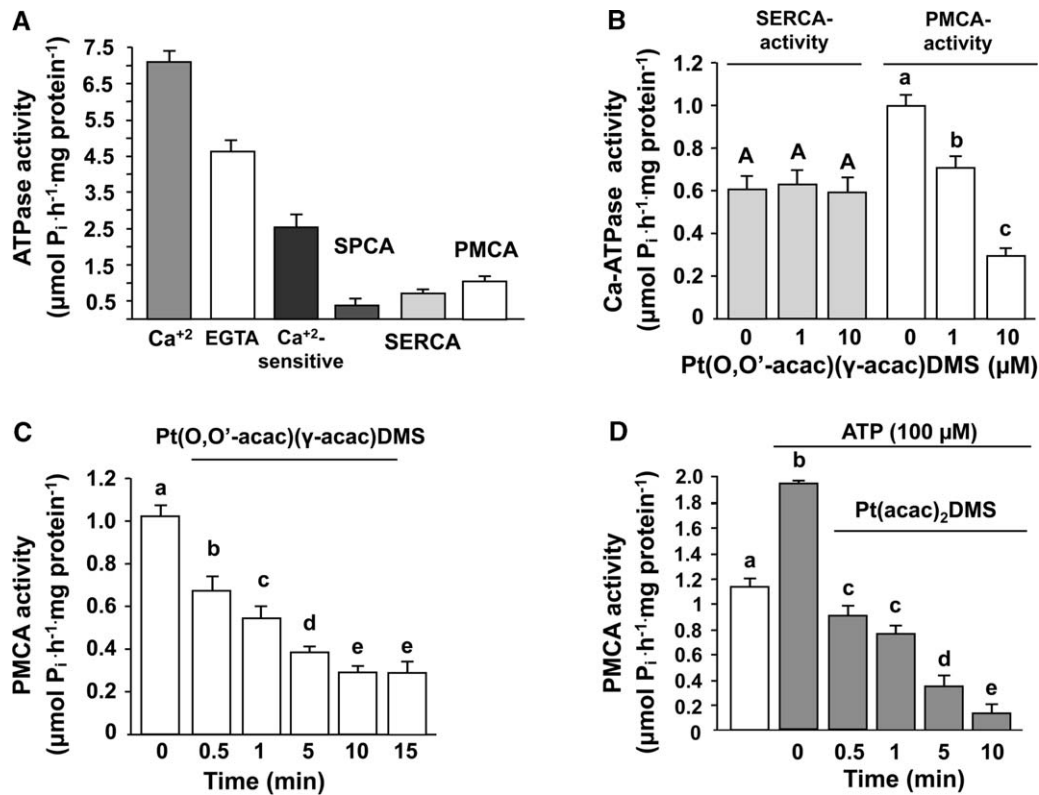 A
ATPase activity
(μmol Pi·h-1·mg protein-1)
7.5
6.5
5.5
4.5
3.5
2.5
1.5
0.5
SPCA
PMCA
Ca+2
EGTA
Ca+2-
sensitive
SERCA
B
SERCA-
activity
PMCA-
activity
Ca-ATPase activity
(μmol Pi·h-1·mg protein-1)
1.2
1.0
0.8
0.6
0.4
0.2
0
A
A
A
a
b
c
0 1 10 0 1 10
Pt(O,O'-acac)(γ-acac)DMS (μM)
C
Pt(O,O'-acac)(γ-acac)DMS
PMCA activity
(μmol Pi·h-1·mg protein-1)
1.2
1.0
0.8
0.6
0.4
0.2
0
a
b
c
d
e
e
0 0.5 1 5 10 15
Time (min)
D
ATP (100 μM)
Pt(acac)2DMS
PMCA activity
(μmol Pi·h-1·mg protein-1)
2.0
1.8
1.6
1.4
1.2
1
0.8
0.6
0.4
0.2
0
a
b
c
c
d
e
0 0.5 1 5 10
Time (min)